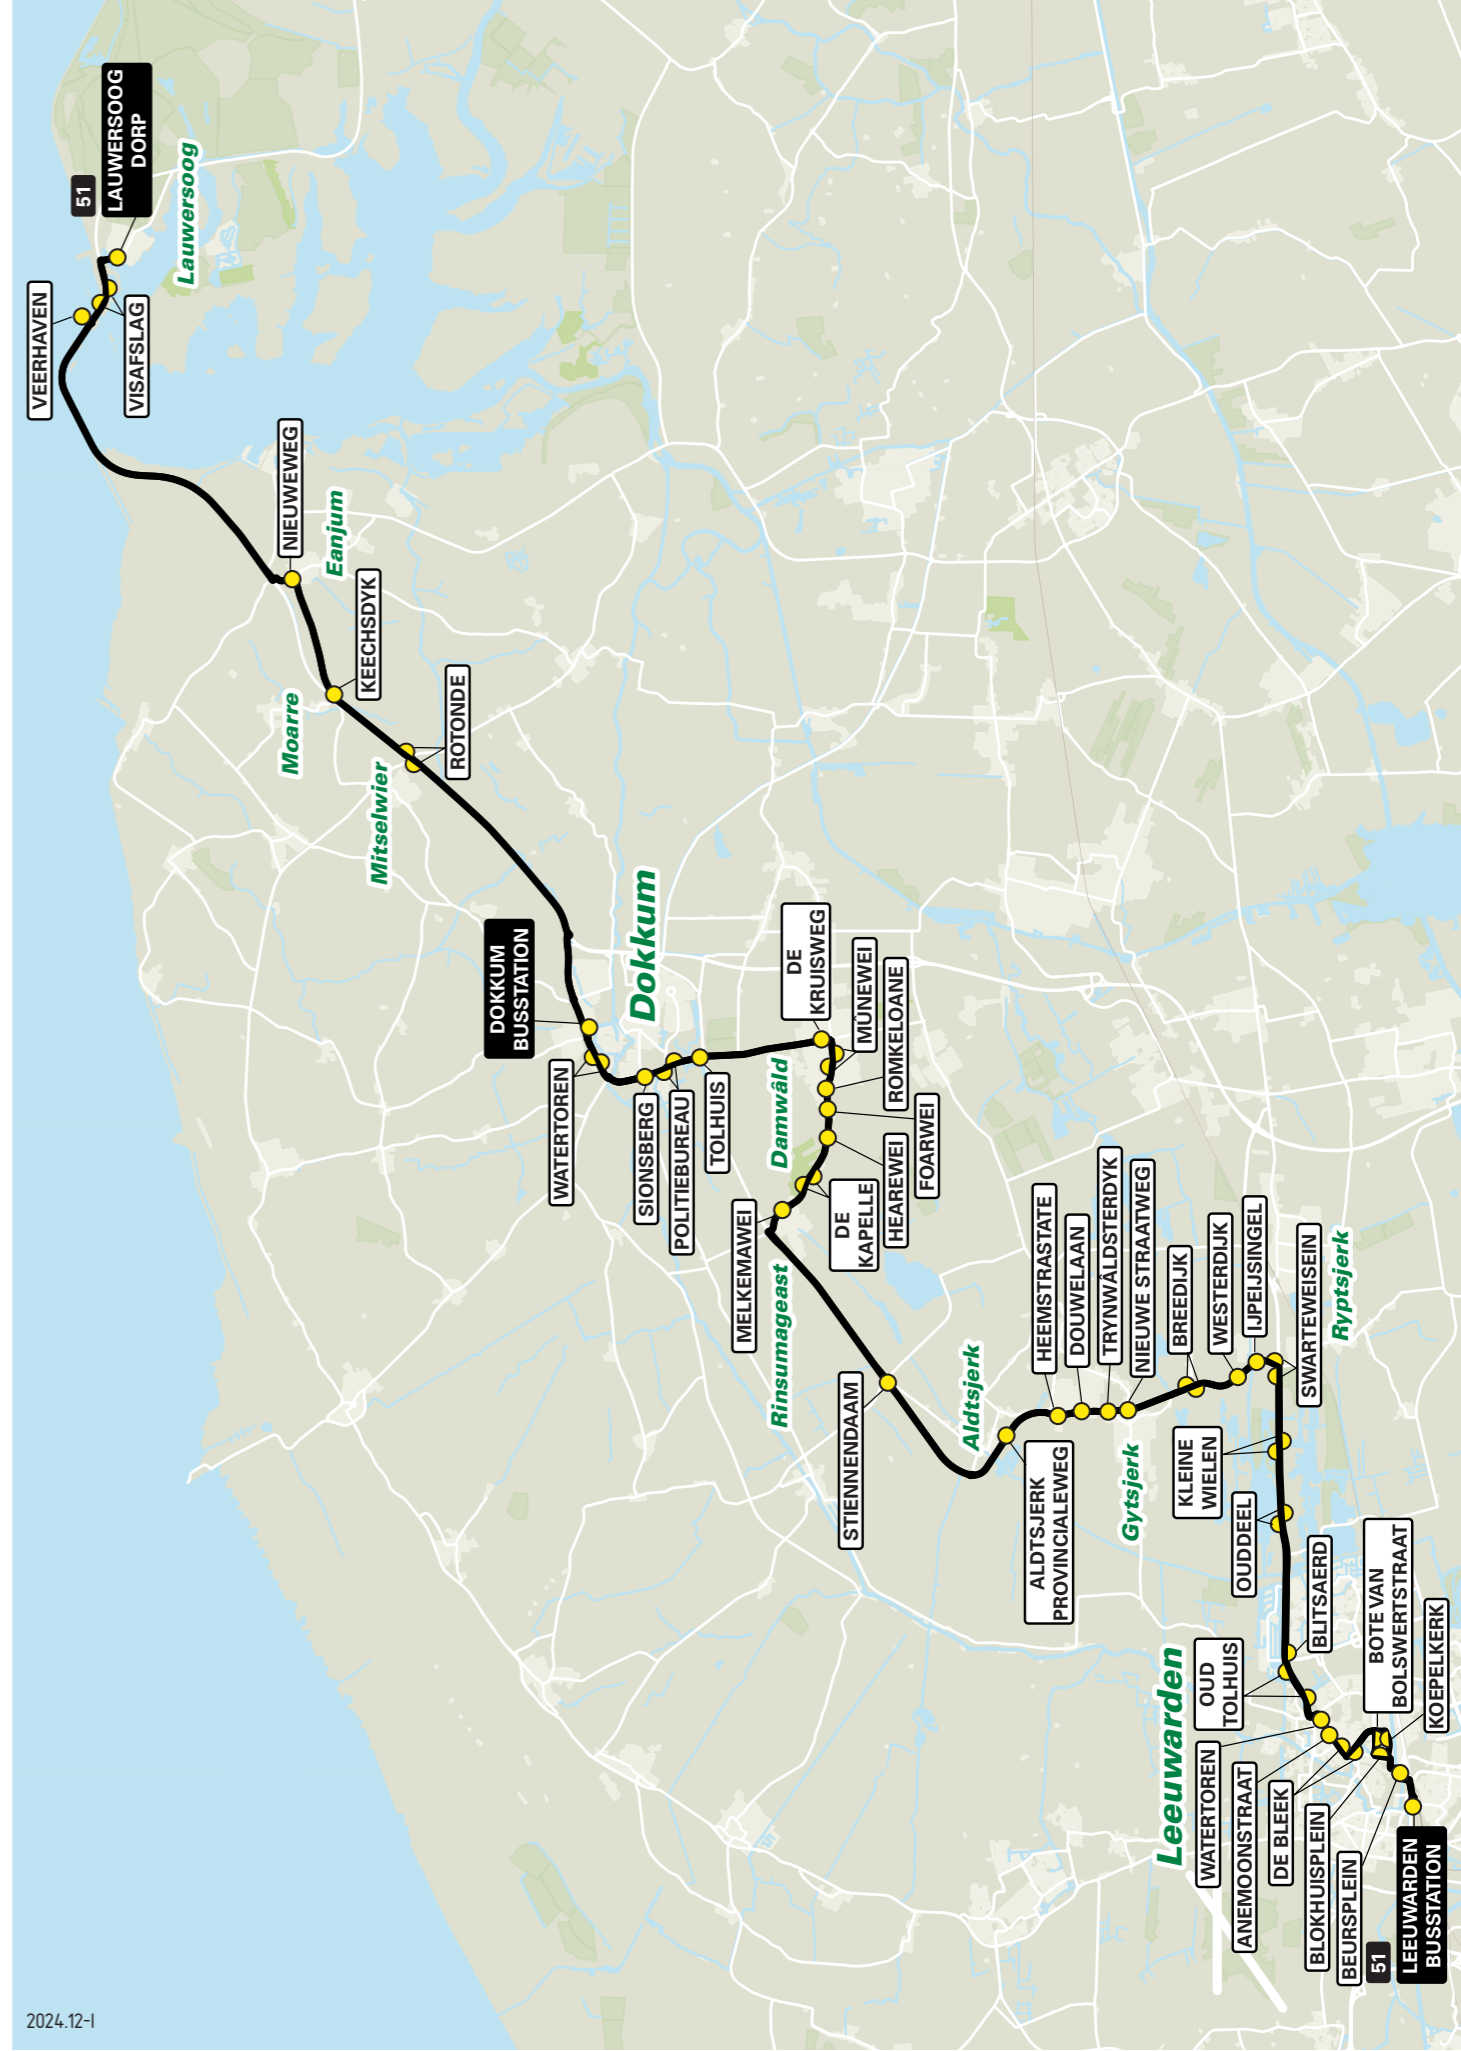 51
LAUWERSOOG
DORP
Lauwersoog
VEERHAVEN
VISAFSLAG
NIEUWEWEG
Eanjum
KEECHSDYK
Moarre
ROTONDE
Mitselwier
DOKKUM
BUSSTATION
Dokkum
WATERTOREN
SIONSBERG
POLITIEBUREAU
TOLHUIS
DE
KRUISWEG
MÛNEWEI
ROMKELOANE
FOARWEI
HEAREWEI
DE
KAPELLE
Damwâld
MELKEMAWEI
Rinsumageast
STIENNENDAAM
Aldtsjerk
ALDTSJERK
PROVINCIALEWEG
HEEMSTRASTATE
DOUWELAAN
TRYNWÂLDSTERDYK
NIEUWE STRAATWEG
Gytsjerk
BREEDIJK
WESTERDIJK
IJPEIJSINGEL
SWARTEWEISEIN
Ryptsjerk
KLEINE
WIELEN
OUDDEEL
BLITSAERD
OUD
TOLHUIS
Leeuwarden
WATERTOREN
ANEMOONSTRAAT
DE BLEEK
BOTE VAN
BOLSWERTSTRAAT
KOEPELKERK
BLOKHUISPLEIN
BEURSPLEIN
51
LEEUWARDEN
BUSSTATION
2024.12-I